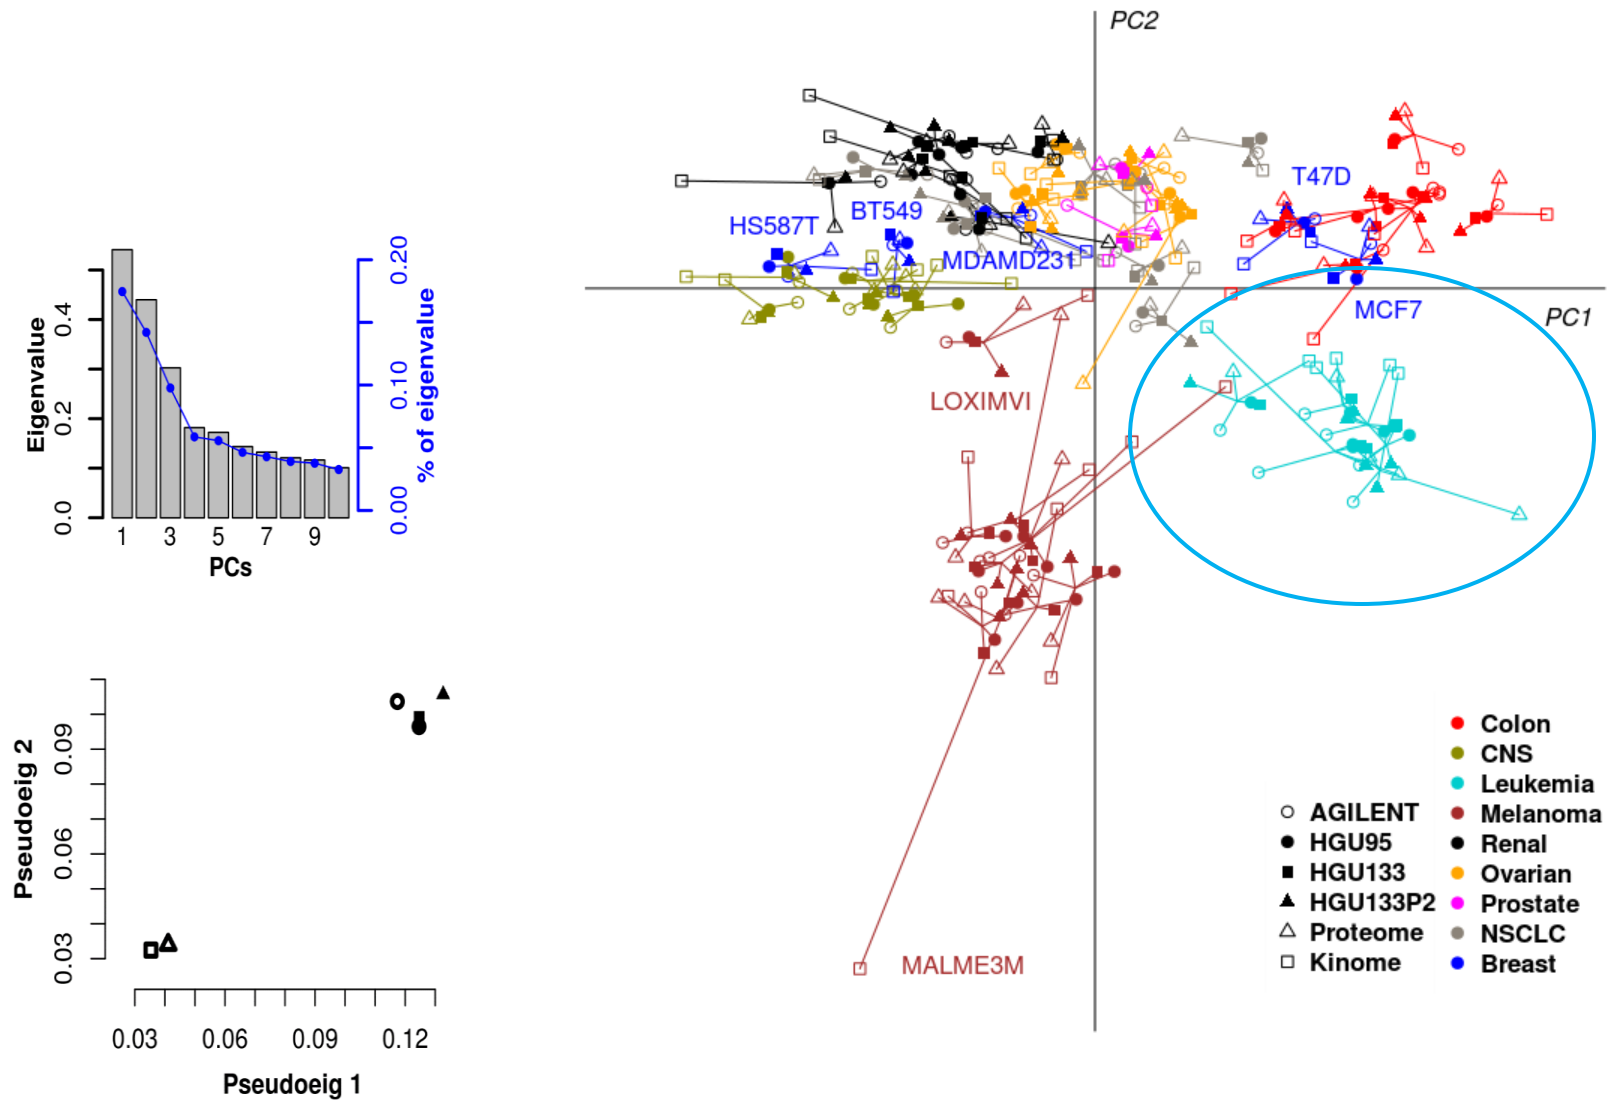 Eigenvalue
0.0
0.2
0.4
1
3
5
7
9
PCs
0.00
0.10
0.20
% of eigenvalue
Pseudoeig 2
0.03
0.06
0.09
0.03
0.06
0.09
0.12
Pseudoeig 1
PC2
PC1
T47D
BT549
HS587T
MDAMD231
MCF7
LOXIMVI
MALME3M
AGILENT
HGU95
HGU133
HGU133P2
Proteome
Kinome
Colon
CNS
Leukemia
Melanoma
Renal
Ovarian
Prostate
NSCLC
Breast